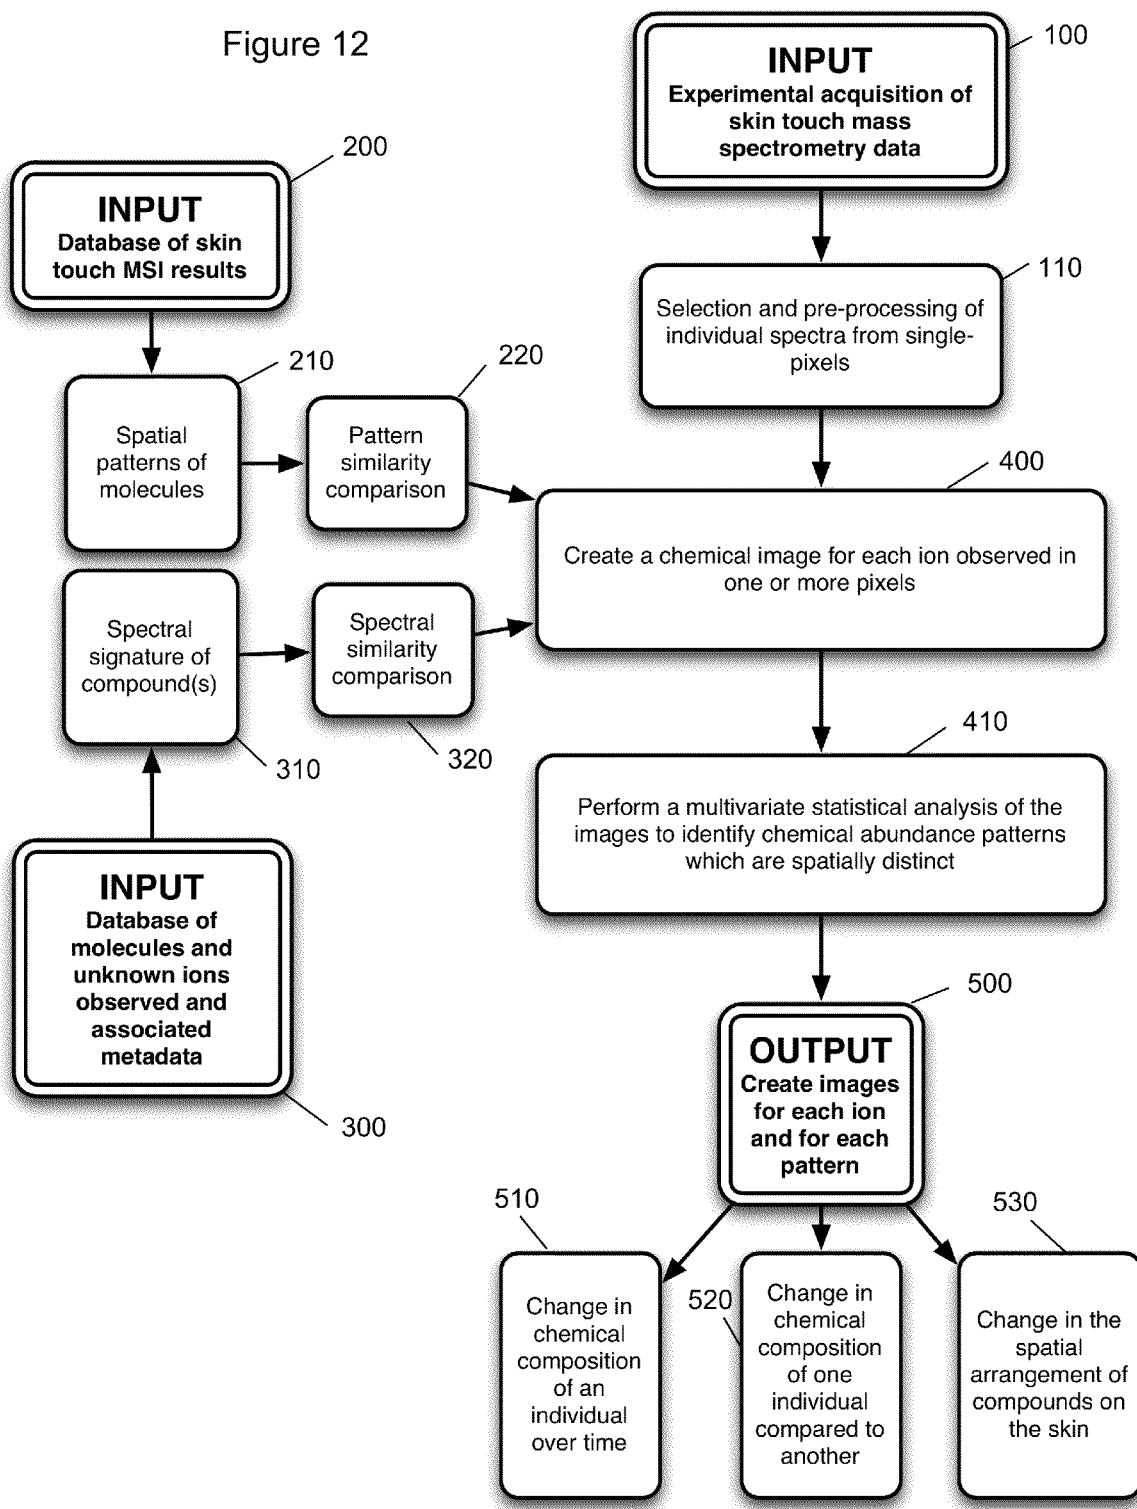 Figure 12
100
INPUT
Experimental acquisition of
skin touch mass
spectrometry data
200
INPUT
Database of skin
touch MSI results
110
Selection and pre-processing of
individual spectra from single-
pixels
210
Spatial
patterns of
molecules
220
Pattern
similarity
comparison
400
Create a chemical image for each ion observed in
one or more pixels
Spectral
signature of
compound(s)
310
Spectral
similarity
comparison
320
410
Perform a multivariate statistical analysis of the
images to identify chemical abundance patterns
which are spatially distinct
INPUT
Database of
molecules and
unknown ions
observed and
associated
metadata
300
500
OUTPUT
Create images
for each ion
and for each
pattern
510
Change in
chemical
composition
of an
individual
over time
520
Change in
chemical
composition
of one
individual
compared to
another
530
Change in the
spatial
arrangement of
compounds on
the skin